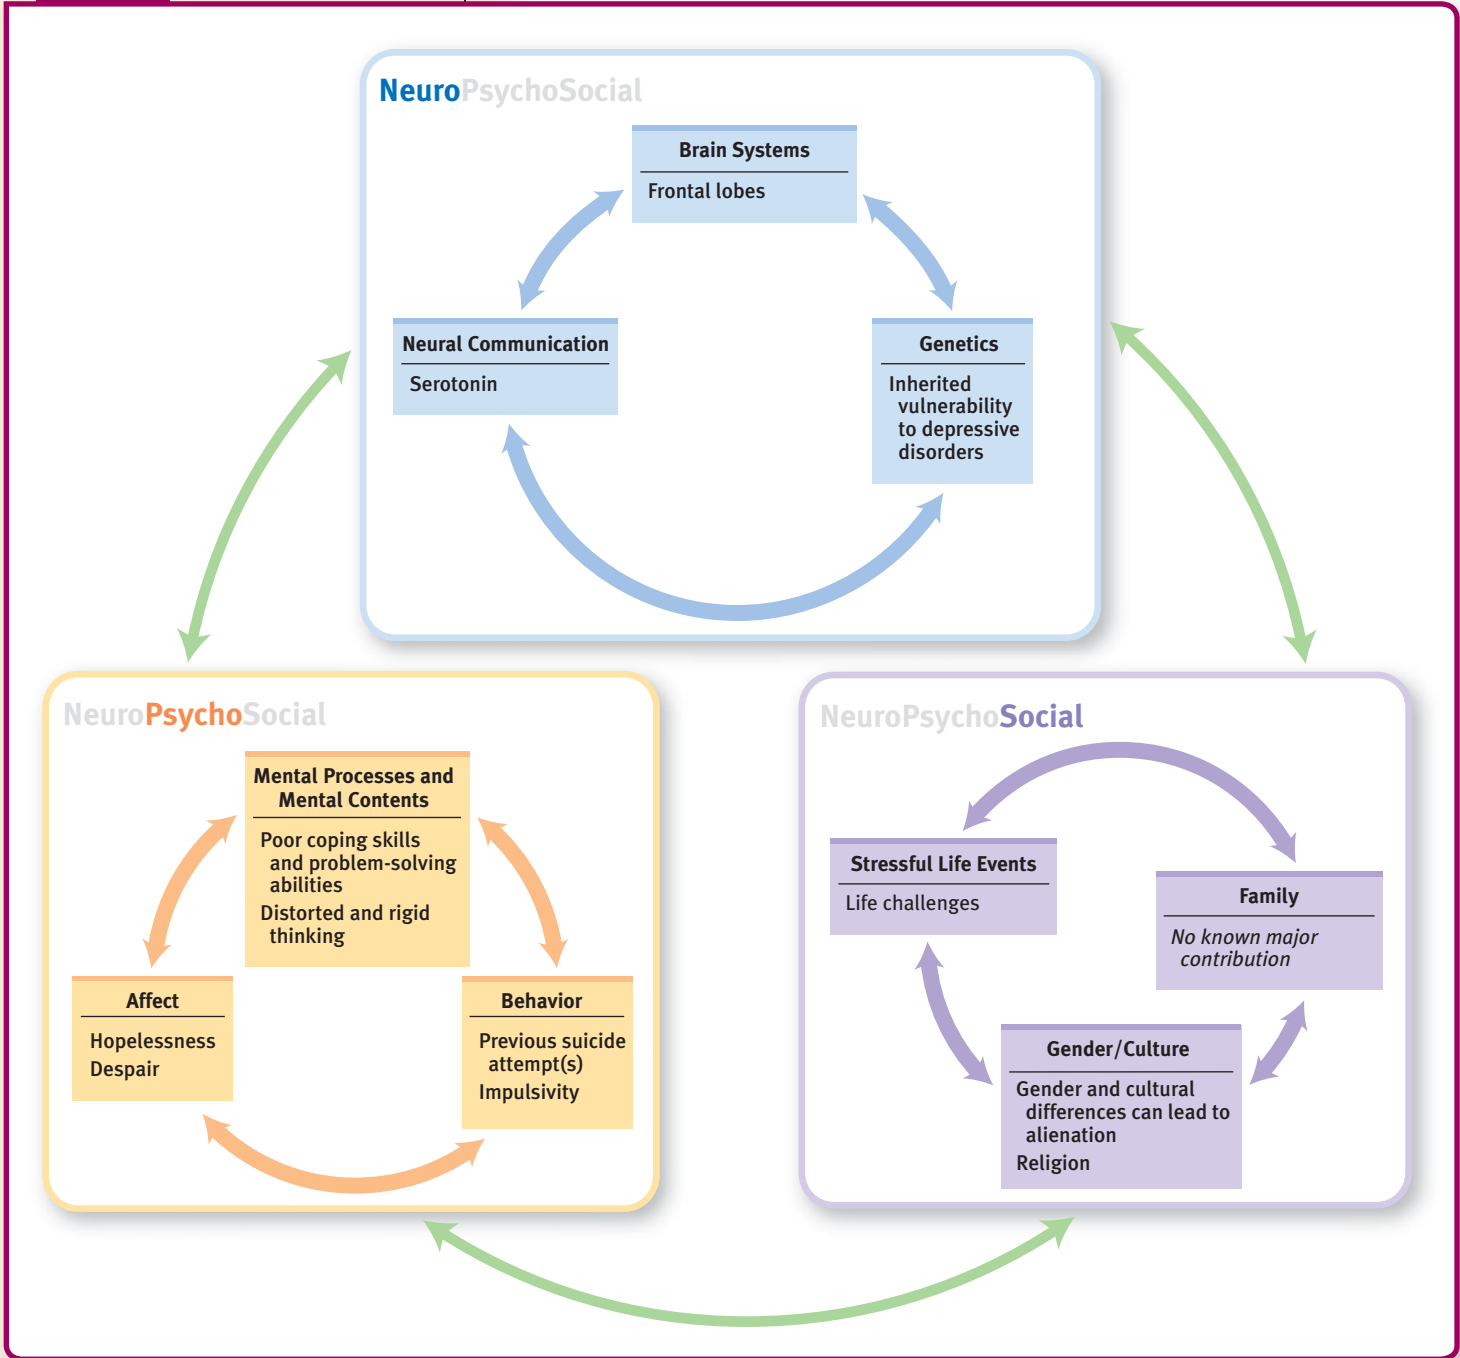 NeuroPsychoSocial
Brain Systems
Frontal lobes
Neural Communication
Serotonin
Genetics
Inherited
vulnerability
to depressive
disorders
NeuroPsychoSocial
Mental Processes and
Mental Contents
Poor coping skills
and problem-solving
abilities
Distorted and rigid
thinking
Affect
Hopelessness
Despair
Behavior
Previous suicide
attempt(s)
Impulsivity
NeuroPsychoSocial
Stressful Life Events
Life challenges
Family
No known major
contribution
Gender/Culture
Gender and cultural
differences can lead to
alienation
Religion